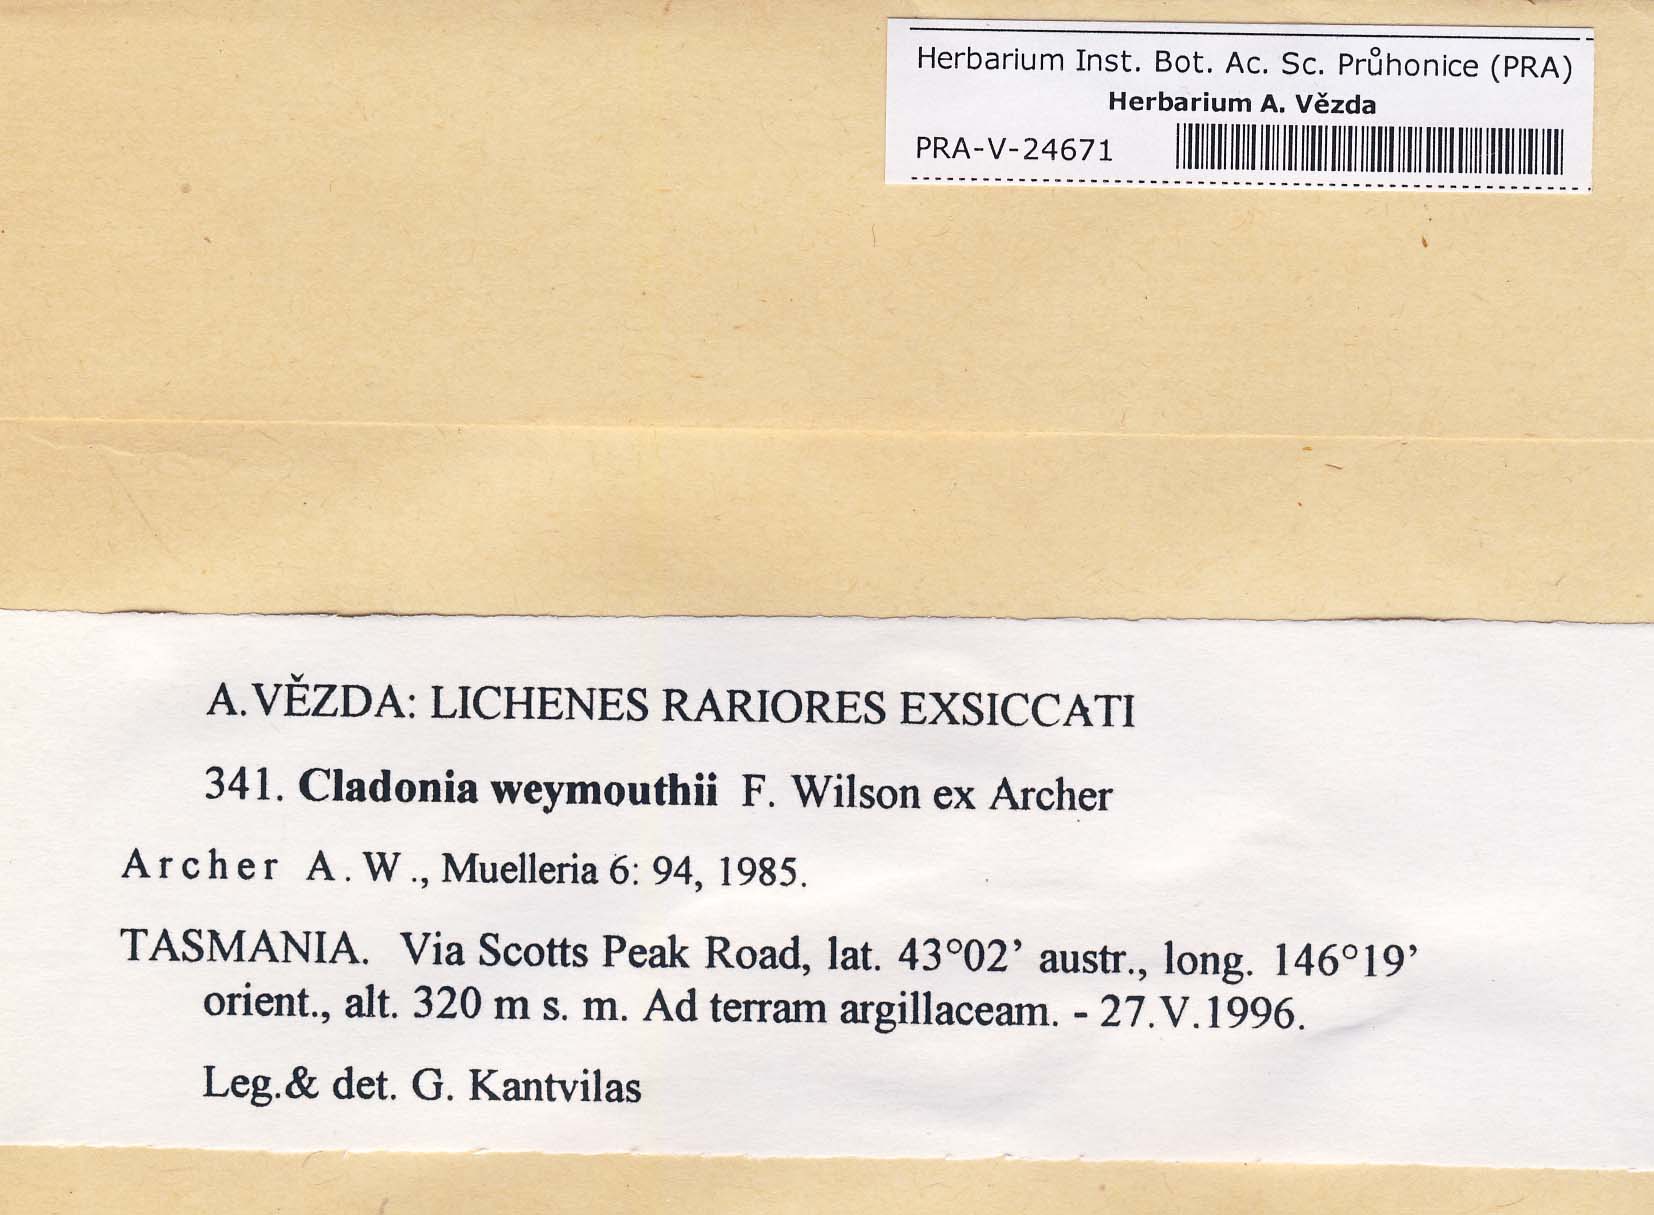 Herbarium Inst. Bot. Ac. Sc. Průhonice (PRA)
Herbarium A. Vězda
PRA-V-24671
A. VĚZDA: LICHENES RARIORES EXSICCATI
341. Cladonia weymouthii F. Wilson ex Archer
Archer A. W., Muelleria 6: 94, 1985.
TASMANIA. Via Scotts Peak Road, lat. 43°02’ austr., long. 146°19’
orient., alt. 320 m s. m. Ad terram argillaceam. - 27.V.1996.
Leg.& det. G. Kantvilas